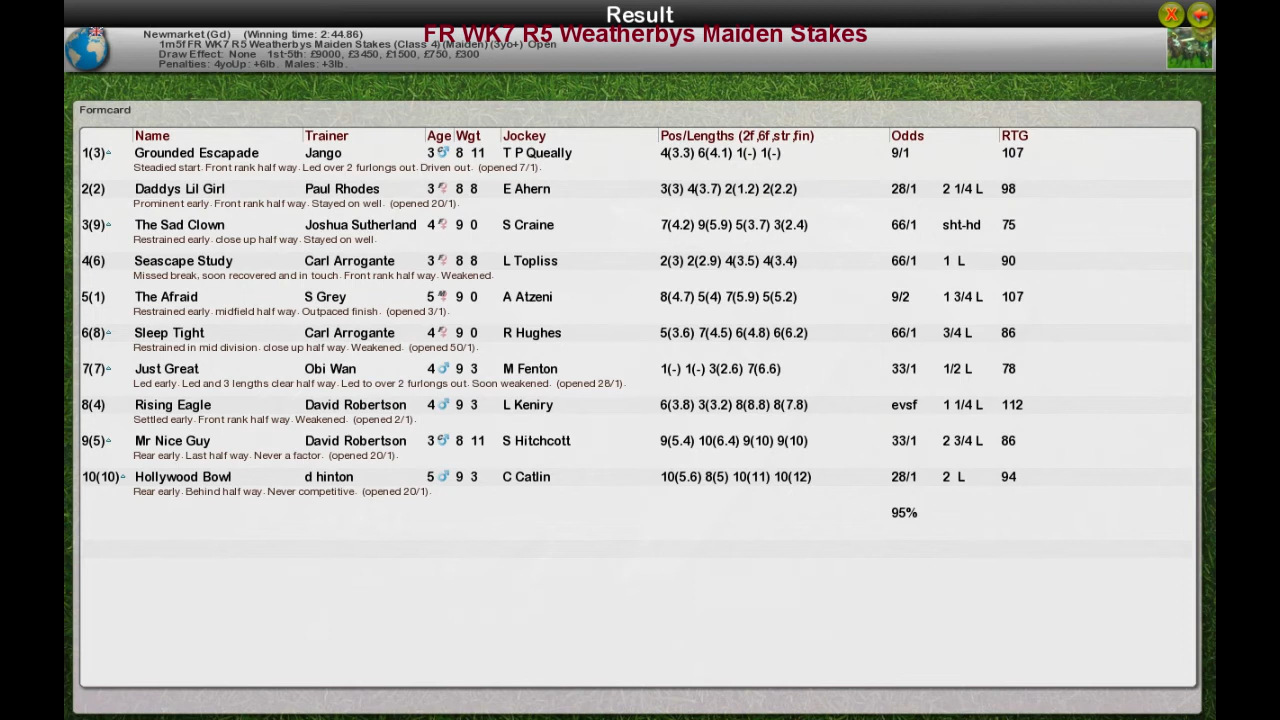 Result
FR WK7 R5 Weatherbys Maiden Stakes
Newmarket (Gd) (Winning time: 2:44.86)
1m5f FR WK7 R5 Weatherbys Maiden Stakes (Class 4) (Maiden) (3yo+) Open
Draw Effect: None 1st-5th: £9000, £3450, £1500, £750, £300
Penalties: 4yoUp: +6lb. Males: +3lb.
Formcard
Name Trainer Age Wgt Jockey Pos/Lengths (2f,6f,str,fin) Odds RTG
1(3) Grounded Escapade Jango 3 8 11 T P Queally 4(3.3) 6(4.1) 1(-) 1(-) 9/1 107
Steadied start. Front rank half way. Led over 2 furlongs out. Driven out. (opened 7/1).
2(2) Daddys Lil Girl Paul Rhodes 3 8 8 E Ahern 3(3) 4(3.7) 2(1.2) 2(2.2) 28/1 2 1/4 L 98
Prominent early. Front rank half way. Stayed on well. (opened 20/1).
3(9) The Sad Clown Joshua Sutherland 4 9 0 S Craine 7(4.2) 9(5.9) 5(3.7) 3(2.4) 66/1 sht-hd 75
Restrained early. close up half way. Stayed on well.
4(6) Seascape Study Carl Arrogante 3 8 8 L Topliss 2(3) 2(2.9) 4(3.5) 4(3.4) 66/1 1 L 90
Missed break, soon recovered and in touch. Front rank half way. Weakened.
5(1) The Afraid S Grey 5 9 0 A Atzeni 8(4.7) 5(4) 7(5.9) 5(5.2) 9/2 1 3/4 L 107
Restrained early. midfield half way. Outpaced finish. (opened 3/1).
6(8) Sleep Tight Carl Arrogante 4 9 0 R Hughes 5(3.6) 7(4.5) 6(4.8) 6(6.2) 66/1 3/4 L 86
Restrained in mid division. close up half way. Weakened. (opened 50/1).
7(7) Just Great Obi Wan 4 9 3 M Fenton 1(-) 1(-) 3(2.6) 7(6.6) 33/1 1/2 L 78
Led early. Led and 3 lengths clear half way. Led to over 2 furlongs out. Soon weakened. (opened 28/1).
8(4) Rising Eagle David Robertson 4 9 3 L Keniry 6(3.8) 3(3.2) 8(8.8) 8(7.8) evsf 1 1/4 L 112
Settled early. Front rank half way. Weakened. (opened 2/1).
9(5) Mr Nice Guy David Robertson 3 8 11 S Hitchcott 9(5.4) 10(6.4) 9(10) 9(10) 33/1 2 3/4 L 86
Rear early. Last half way. Never a factor. (opened 20/1).
10(10) Hollywood Bowl d hinton 5 9 3 C Catlin 10(5.6) 8(5) 10(11) 10(12) 28/1 2 L 94
Rear early. Behind half way. Never competitive. (opened 20/1).
95%